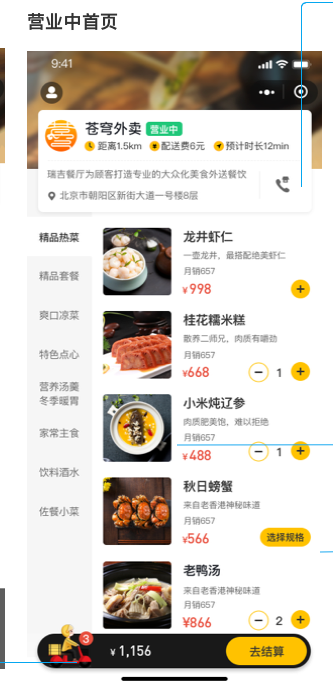 营业中首页
9:41
苍穹外卖 营业中
距离1.5km 配送费6元 预计时长12min
瑞吉餐厅为顾客打造专业的大众化美食外送餐饮
北京市朝阳区新街大道一号楼8层
精品热菜
精品套餐
爽口凉菜
特色点心
营养汤羹
冬季暖胃
家常主食
饮料酒水
佐餐小菜
龙井虾仁
一壶龙井，最搭配绝美虾仁
月销657
¥998
桂花糯米糕
散养二师兄，肉质有嚼劲
月销657
¥668
1
小米炖辽参
肉质肥美饱，难以拒绝
月销657
¥488
1
秋日螃蟹
来自老香港神秘味道
月销657
¥566
选择规格
老鸭汤
来自老香港神秘味道
月销657
¥866
2
3
¥ 1,156
去结算